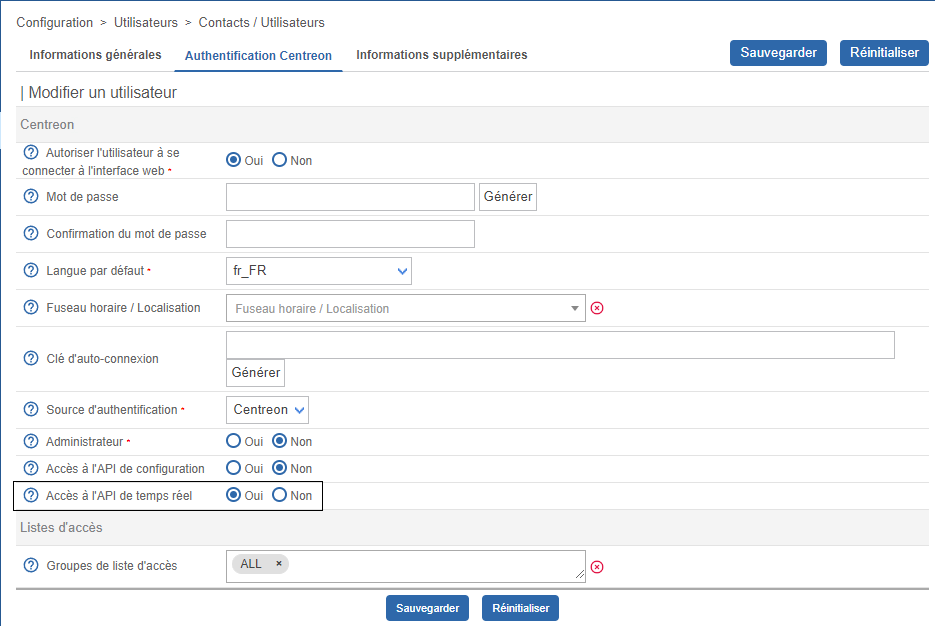 Configuration > Utilisateurs > Contacts / Utilisateurs
Informations générales Authentification Centreon Informations supplémentaires Sauvegarder Réinitialiser
| Modifier un utilisateur
Centreon
? Autoriser l'utilisateur à se
connecter à l'interface web * Oui Non
? Mot de passe Générer
? Confirmation du mot de passe
? Langue par défaut * fr_FR
? Fuseau horaire / Localisation Fuseau horaire / Localisation
? Clé d'auto-connexion
Générer
? Source d'authentification * Centreon
? Administrateur * Oui Non
? Accès à l'API de configuration Oui Non
? Accès à l'API de temps réel Oui Non
Listes d'accès
? Groupes de liste d'accès ALL ×
Sauvegarder Réinitialiser